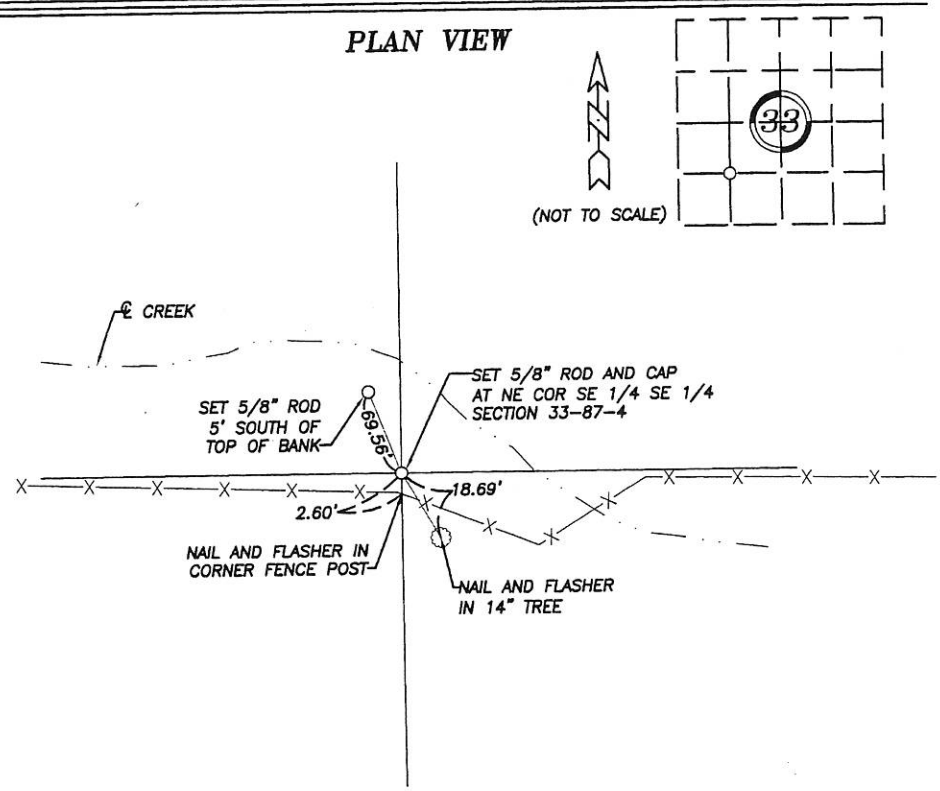 PLAN VIEW
33
N
(NOT TO SCALE)
℄ CREEK
SET 5/8" ROD AND CAP
AT NE COR SE 1/4 SE 1/4
SECTION 33-87-4
SET 5/8" ROD
5' SOUTH OF
TOP OF BANK
69.56'
18.69'
2.60'
NAIL AND FLASHER IN
CORNER FENCE POST
NAIL AND FLASHER
IN 14" TREE